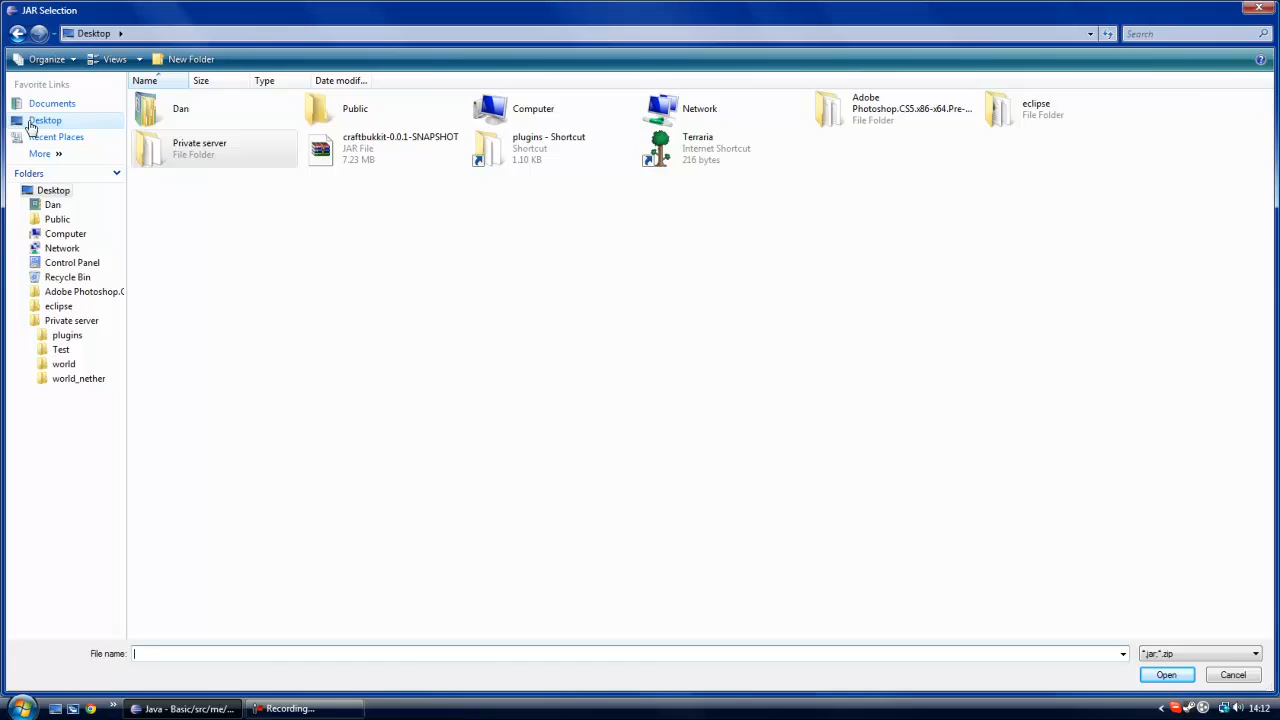 JAR Selection
Desktop
Search
Organize
Views
New Folder
Favorite Links
Name
Size
Type
Date modif...
Documents
Desktop
Recent Places
More »
Folders
Desktop
Dan
Public
Computer
Network
Control Panel
Recycle Bin
Adobe Photoshop.C
eclipse
Private server
plugins
Test
world
world_nether
Dan
Public
Computer
Network
Adobe
Photoshop.CS5.x86-x64.Pre-...
File Folder
eclipse
File Folder
Private server
File Folder
craftbukkit-0.0.1-SNAPSHOT
JAR File
7.23 MB
plugins - Shortcut
Shortcut
1.10 KB
Terraria
Internet Shortcut
216 bytes
File name:
*.jar;*.zip
Open
Cancel
Java - Basic/src/me/...
Recording...
14:12